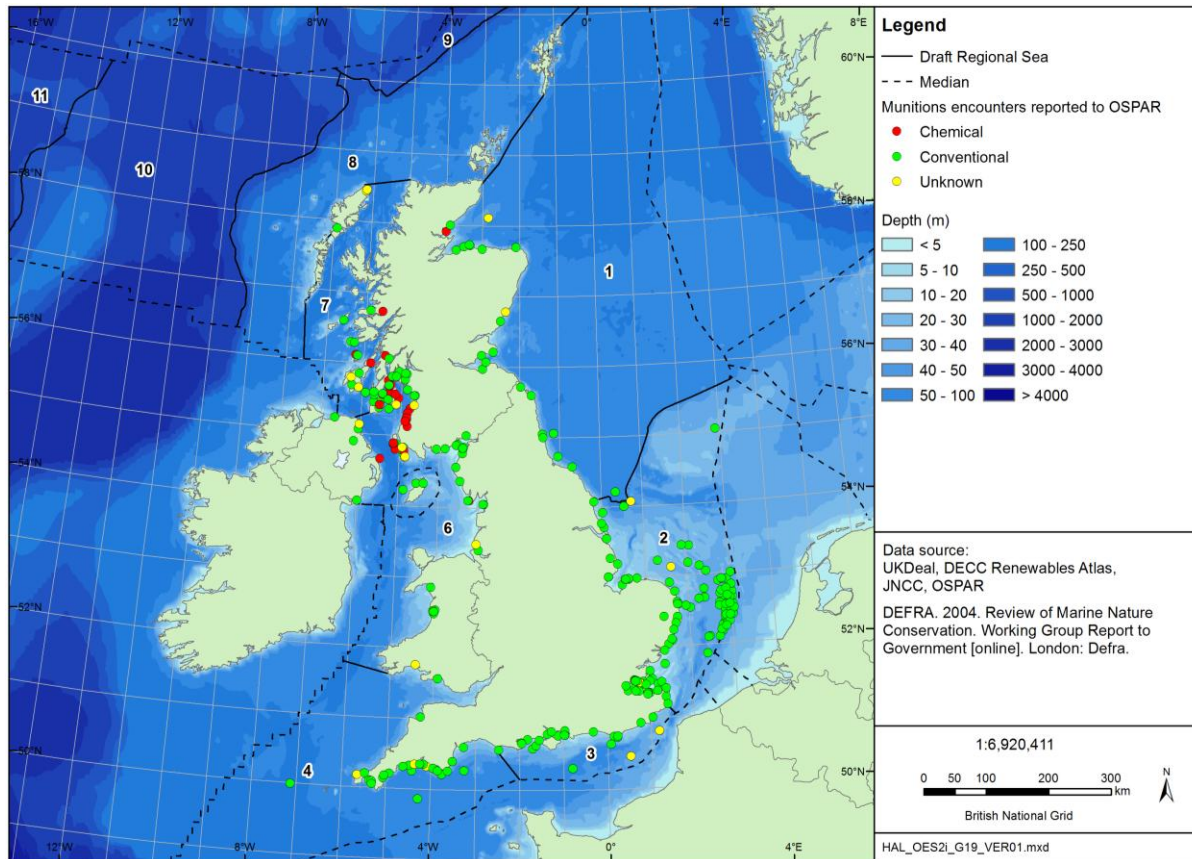 12°W 8°W 4°W 0° 4°E 8°E
60°N
58°N
56°N
54°N
52°N
50°N
58°N
56°N
54°N
52°N
50°N
12°W 8°W 4°W 0° 4°E
9
11
10
8
1
7
2
6
3
4
Legend
Draft Regional Sea
Median
Munitions encounters reported to OSPAR
Chemical
Conventional
Unknown
Depth (m)
< 5
5 - 10
10 - 20
20 - 30
30 - 40
40 - 50
50 - 100
100 - 250
250 - 500
500 - 1000
1000 - 2000
2000 - 3000
3000 - 4000
> 4000
Data source:
UKDeal, DECC Renewables Atlas,
JNCC, OSPAR
DEFRA. 2004. Review of Marine Nature
Conservation. Working Group Report to
Government [online]. London: Defra.
1:6,920,411
0 50 100 200 300
km
N
British National Grid
HAL_OES2i_G19_VER01.mxd